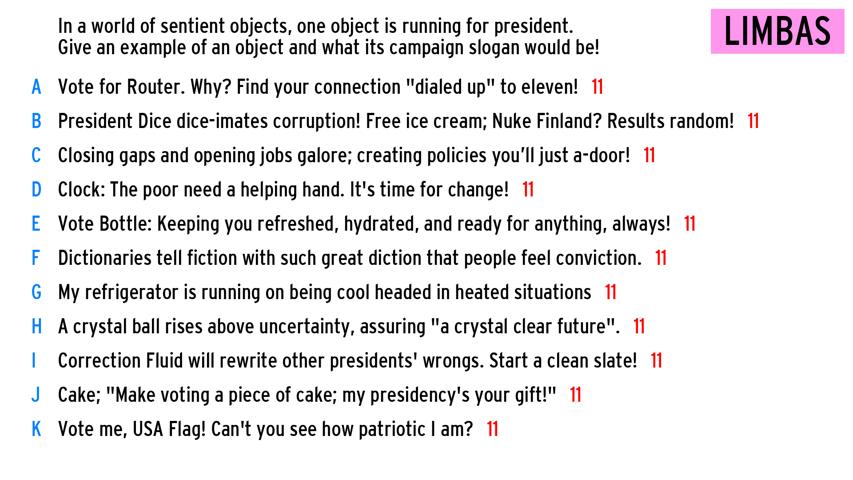 In a world of sentient objects, one object is running for president.
Give an example of an object and what its campaign slogan would be!
LIMBAS
A Vote for Router. Why? Find your connection "dialed up" to eleven! 11
B President Dice dice-imates corruption! Free ice cream; Nuke Finland? Results random! 11
C Closing gaps and opening jobs galore; creating policies you’ll just a-door! 11
D Clock: The poor need a helping hand. It's time for change! 11
E Vote Bottle: Keeping you refreshed, hydrated, and ready for anything, always! 11
F Dictionaries tell fiction with such great diction that people feel conviction. 11
G My refrigerator is running on being cool headed in heated situations 11
H A crystal ball rises above uncertainty, assuring "a crystal clear future". 11
I Correction Fluid will rewrite other presidents' wrongs. Start a clean slate! 11
J Cake; "Make voting a piece of cake; my presidency's your gift!" 11
K Vote me, USA Flag! Can't you see how patriotic I am? 11